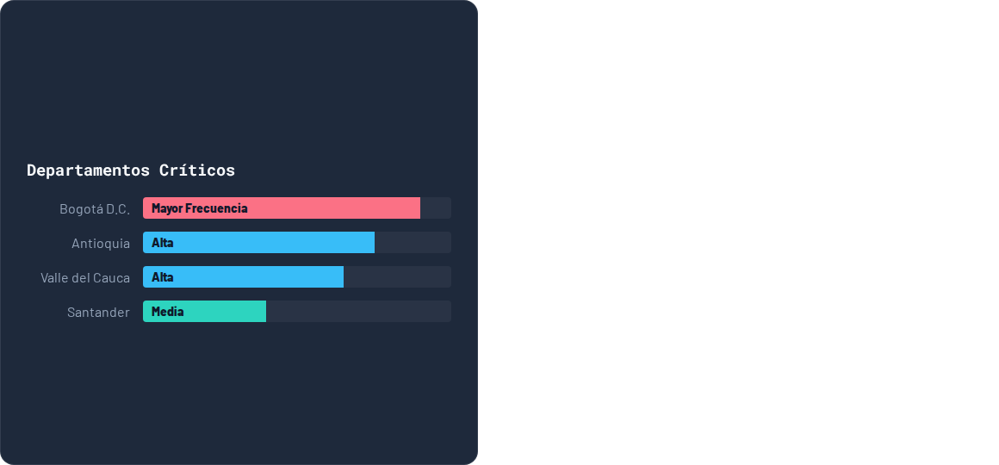 Departamentos Críticos
Bogotá D.C. Mayor Frecuencia
Antioquia Alta
Valle del Cauca Alta
Santander Media